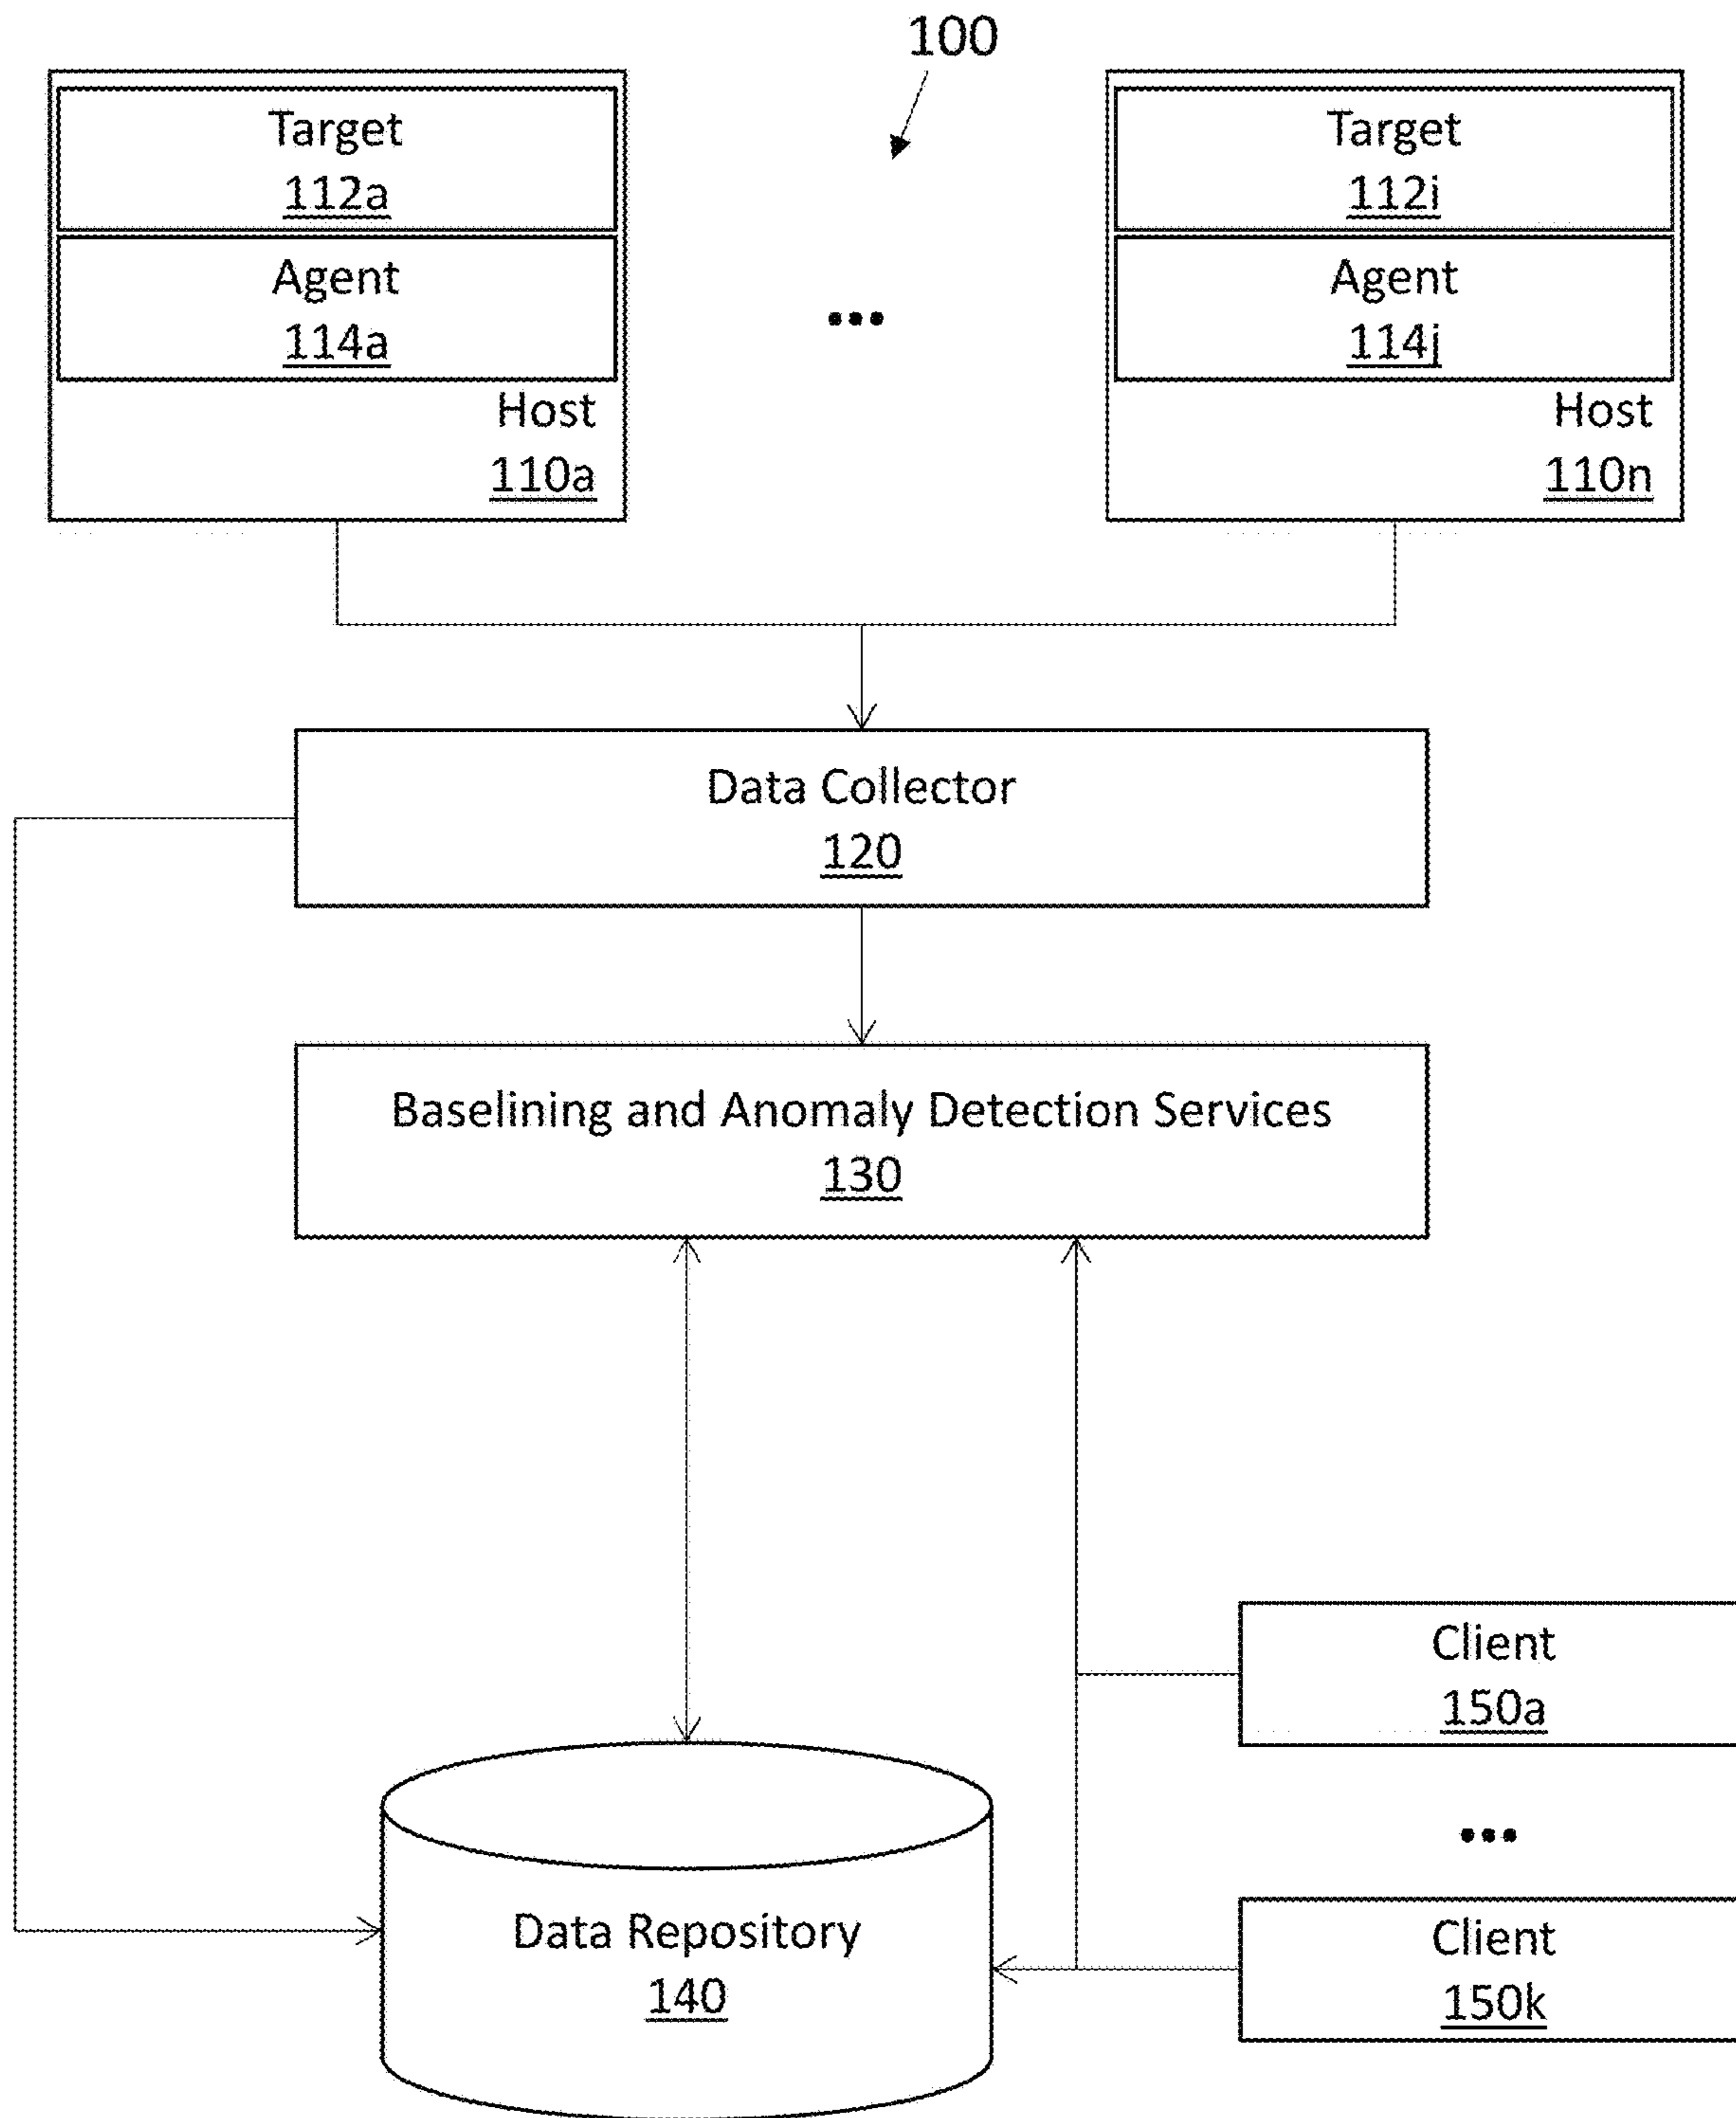 100
Target
112a
Agent
114a
Host
110a
...
Target
112i
Agent
114j
Host
110n
Data Collector
120
Baselining and Anomaly Detection Services
130
Client
150a
...
Client
150k
Data Repository
140